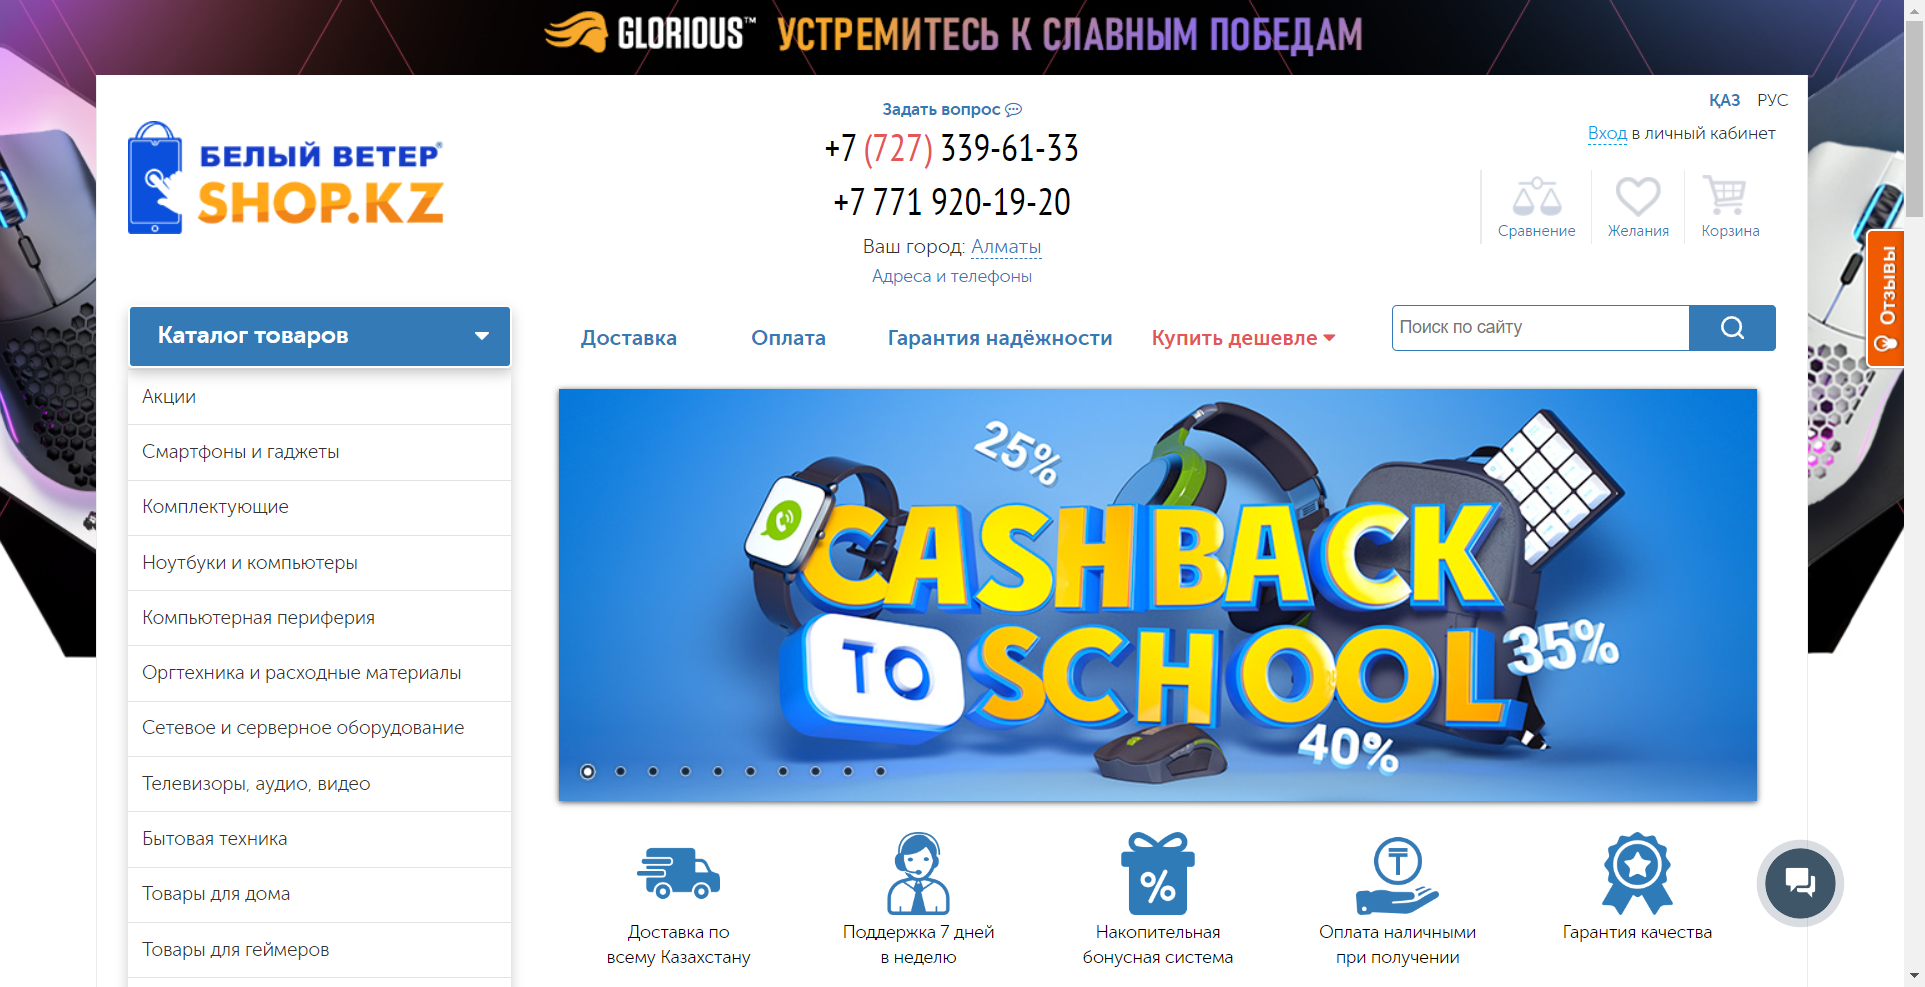 GLORIOUS™ УСТРЕМИТЕСЬ К СЛАВНЫМ ПОБЕДАМ
ҚАЗ РУС
Вход в личный кабинет
БЕЛЫЙ ВЕТЕР®
SHOP.KZ
Задать вопрос
+7 (727) 339-61-33
+7 771 920-19-20
Ваш город: Алматы
Адреса и телефоны
Сравнение
Желания
Корзина
Отзывы
Каталог товаров
Доставка
Оплата
Гарантия надёжности
Купить дешевле
Поиск по сайту
Акции
Смартфоны и гаджеты
Комплектующие
Ноутбуки и компьютеры
Компьютерная периферия
Оргтехника и расходные материалы
Сетевое и серверное оборудование
Телевизоры, аудио, видео
Бытовая техника
Товары для дома
Товары для геймеров
25%
CASHBACK
TO SCHOOL
35%
40%
Доставка по
всему Казахстану
Поддержка 7 дней
в неделю
%
Накопительная
бонусная система
₸
Оплата наличными
при получении
Гарантия качества